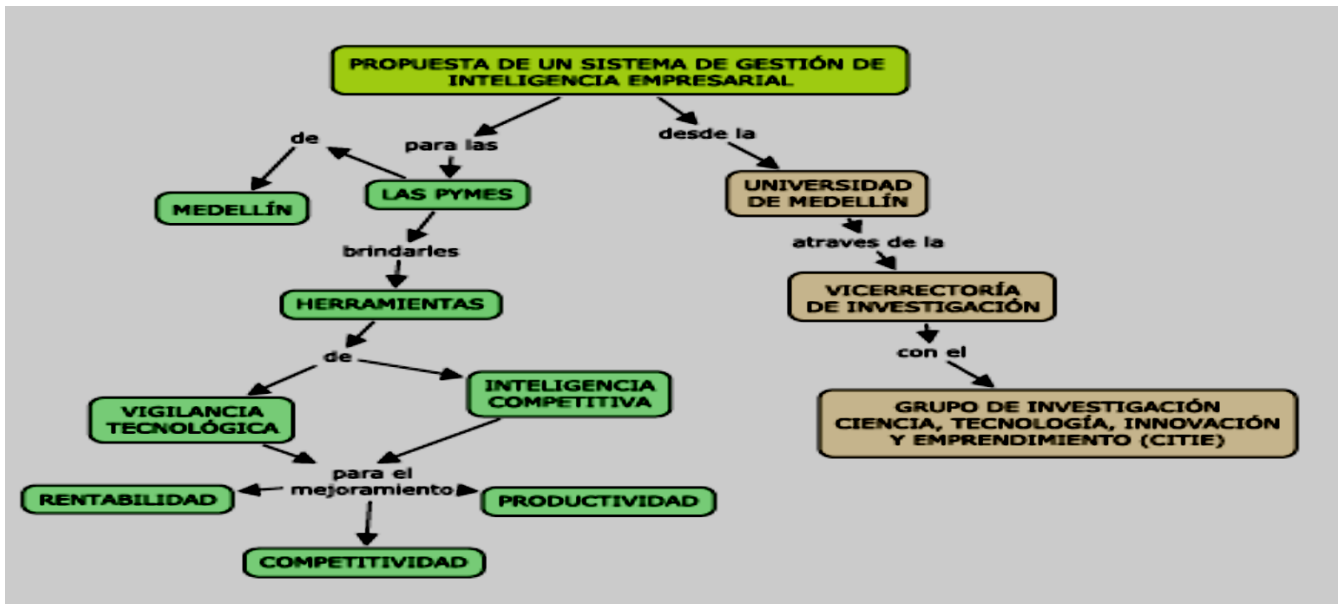 PROPUESTA DE UN SISTEMA DE GESTIÓN DE
INTELIGENCIA EMPRESARIAL
de
para las
desde la
MEDELLÍN
LAS PYMES
UNIVERSIDAD
DE MEDELLÍN
brindarles
atraves de la
HERRAMIENTAS
VICERRECTORÍA
DE INVESTIGACIÓN
de
con el
VIGILANCIA
TECNOLÓGICA
INTELIGENCIA
COMPETITIVA
GRUPO DE INVESTIGACIÓN
CIENCIA, TECNOLOGÍA, INNOVACIÓN
Y EMPRENDIMIENTO (CITIE)
para el
mejoramiento
RENTABILIDAD
PRODUCTIVIDAD
COMPETITIVIDAD